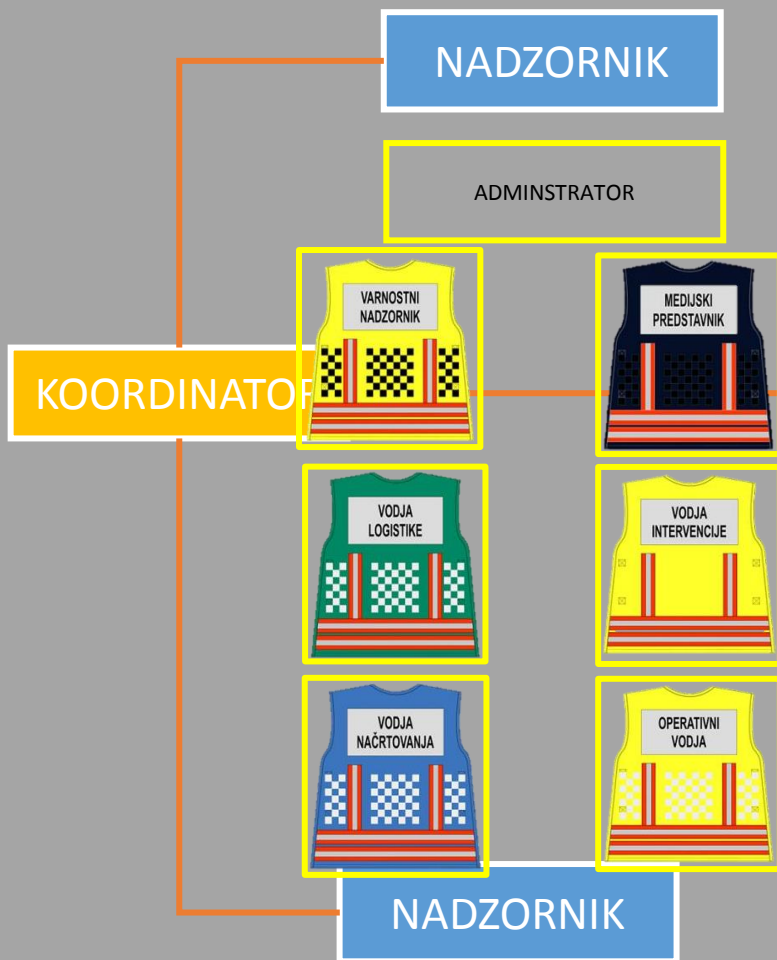 NADZORNIK
ADMINSTRATOR
VARNOSTNI
NADZORNIK
MEDIJSKI
PREDSTAVNIK
KOORDINATOR
VODJA
LOGISTIKE
VODJA
INTERVENCIJE
VODJA
NAČRTOVANJA
OPERATIVNI
VODJA
NADZORNIK